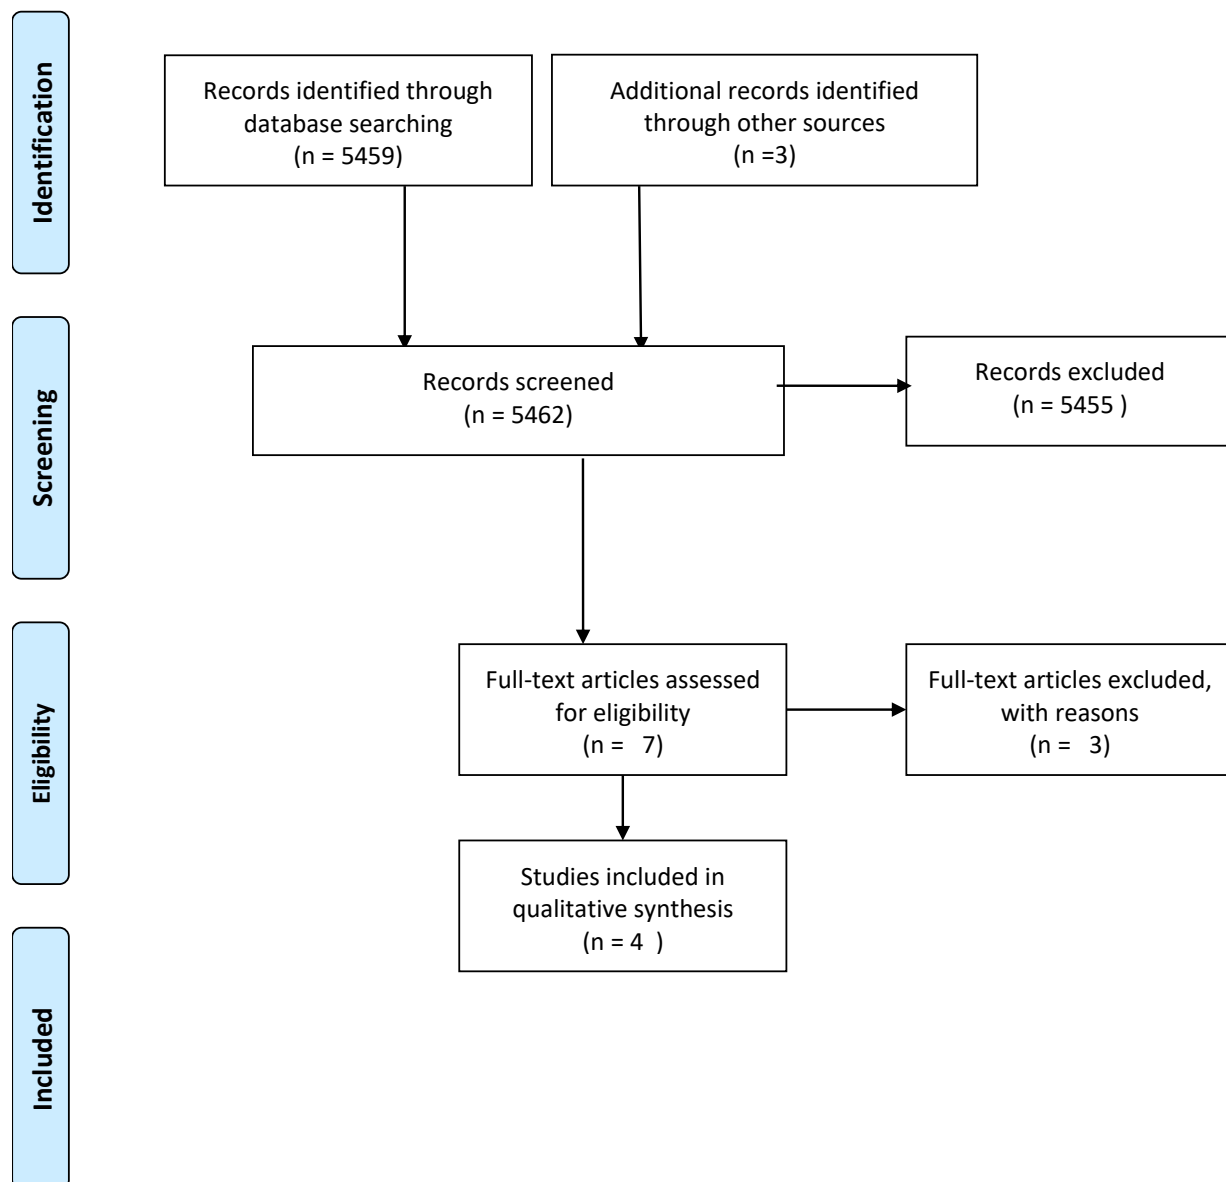 Identification
Records identified through
database searching
(n = 5459)
Additional records identified
through other sources
(n =3)
Screening
Records screened
(n = 5462)
Records excluded
(n = 5455 )
Eligibility
Full-text articles assessed
for eligibility
(n =   7)
Full-text articles excluded,
with reasons
(n =   3)
Studies included in
qualitative synthesis
(n = 4  )
Included